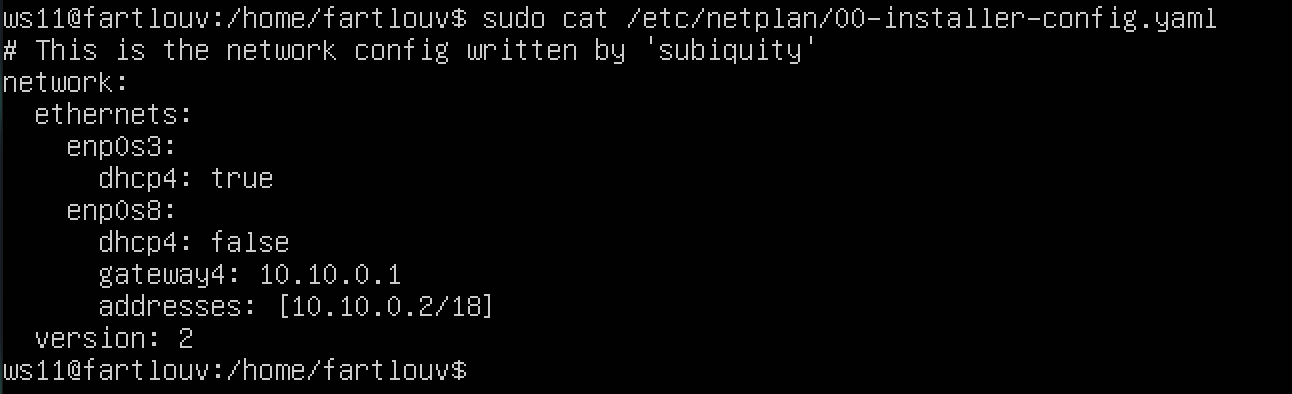 ws11@fartlouv:/home/fartlouv$ sudo cat /etc/netplan/00-installer-config.yaml
# This is the network config written by 'subiquity'
network:
  ethernets:
    enp0s3:
      dhcp4: true
    enp0s8:
      dhcp4: false
      gateway4: 10.10.0.1
      addresses: [10.10.0.2/18]
  version: 2
ws11@fartlouv:/home/fartlouv$